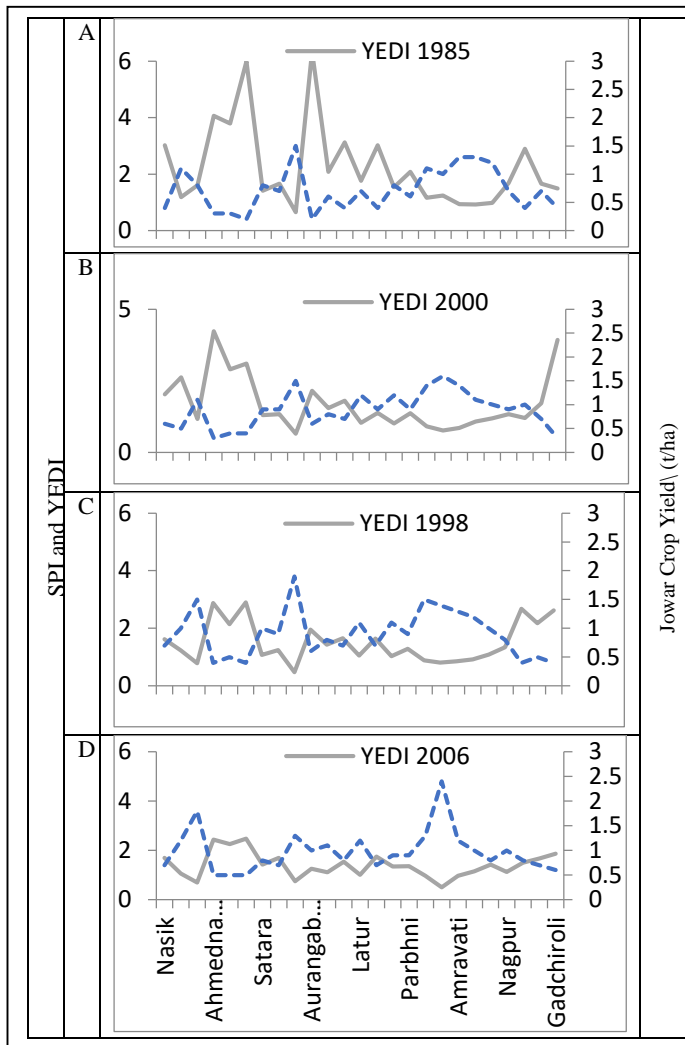 A
YEDI 1985
6
4
2
0
3
2.5
2
1.5
1
0.5
0
B
YEDI 2000
5
0
3
2.5
2
1.5
1
0.5
0
C
YEDI 1998
6
4
2
0
3
2.5
2
1.5
1
0.5
0
D
YEDI 2006
6
4
2
0
3
2.5
2
1.5
1
0.5
0
Nasik
Ahmedna...
Satara
Aurangab...
Latur
Parbhni
Amravati
Nagpur
Gadchiroli
SPI and YEDI
Jowar Crop Yield\ (t/ha)